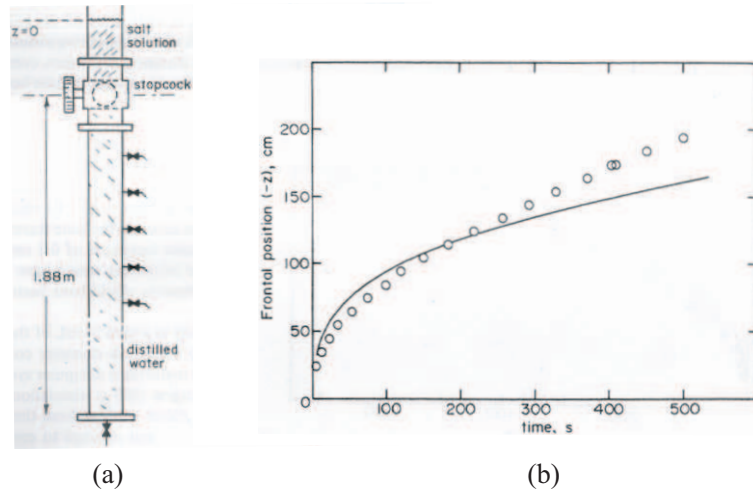 z=0
salt
solution
stopcock
1.88m
distilled
water
(a)
Frontal position (-z), cm
200
150
100
50
0
100 200 300 400 500
time, s
(b)